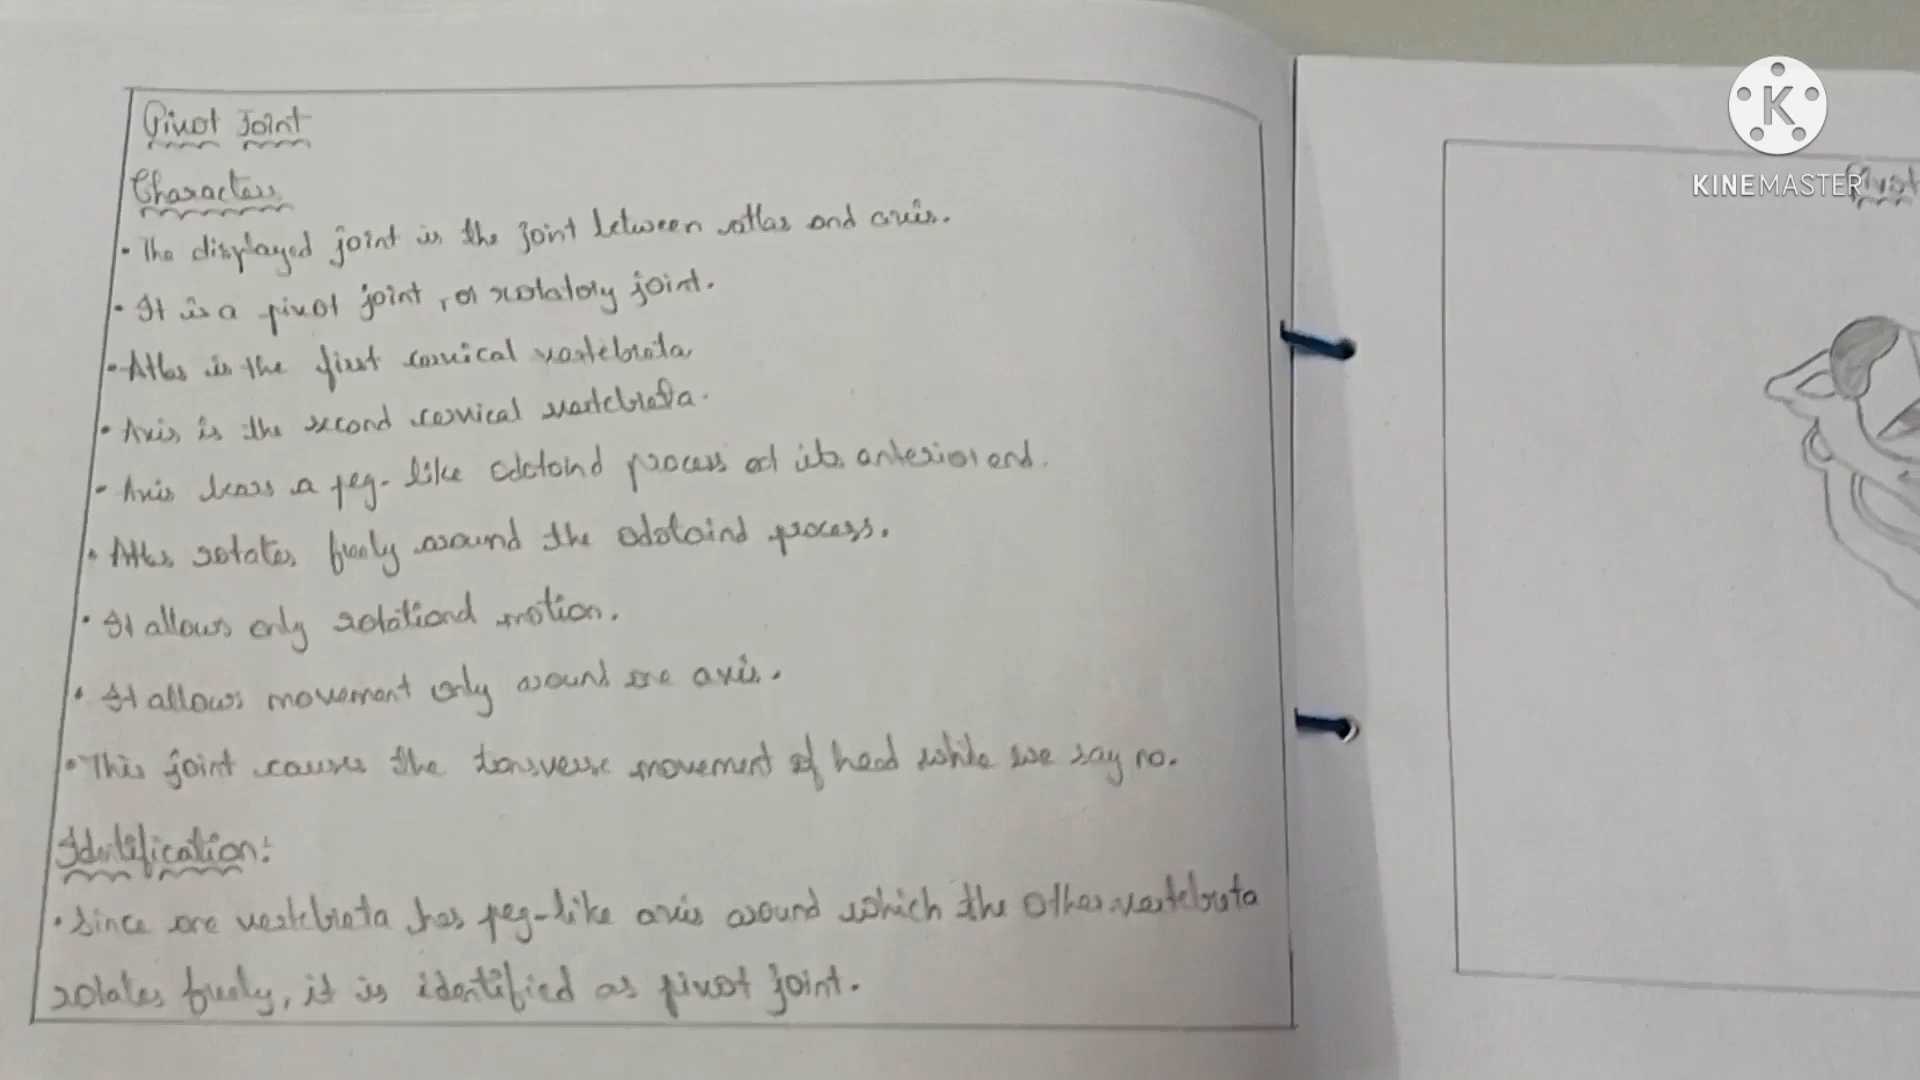 Pivot Joint
Characters
• The displayed joint is the joint between atlas and axis.
• It is a pivot joint, or rotatory joint.
• Atlas is the first cervical vertebrata
• Axis is the second cervical vertebrata.
• Axis bears a peg-like odotoind process at its anterior end.
• Atlas rotates freely around the odotoind process.
• It allows only rotational motion.
• It allows movement only around one axis.
• This joint causes the transverse movement of head while we say no.
Identification:
• Since one vertebrata has peg-like axis around which the other vertebrata
rotates freely, it is identified as pivot joint.
KINEMASTER
Pivot